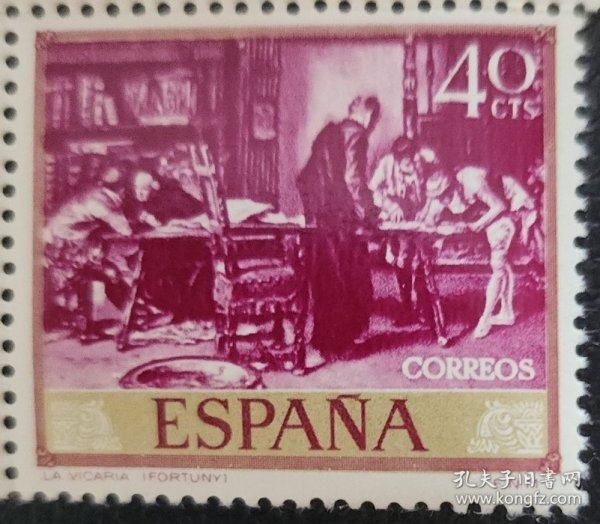 40
CTS
CORREOS
ESPAÑA
LA VICARIA (FORTUNY)
孔夫子旧书网
www.kongfz.com